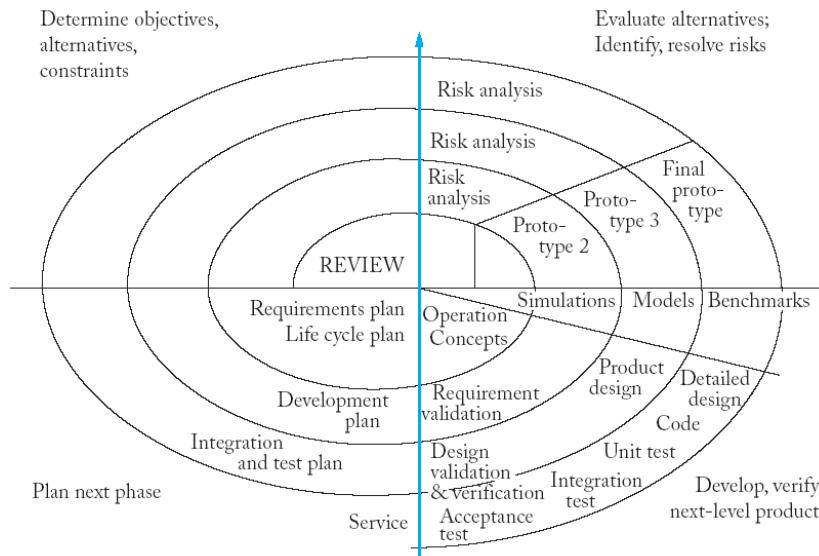 Determine objectives,
alternatives,
constraints
Evaluate alternatives;
Identify, resolve risks
Risk analysis
Risk analysis
Risk
analysis
Final
proto-
type
Proto-
type 3
Proto-
type 2
REVIEW
Requirements plan
Life cycle plan
Operation
Concepts
Simulations
Models
Benchmarks
Development
plan
Requirement
validation
Product
design
Detailed
design
Code
Integration
and test plan
Design
validation
& verification
Unit test
Integration
test
Acceptance
test
Plan next phase
Service
Develop, verify
next-level product